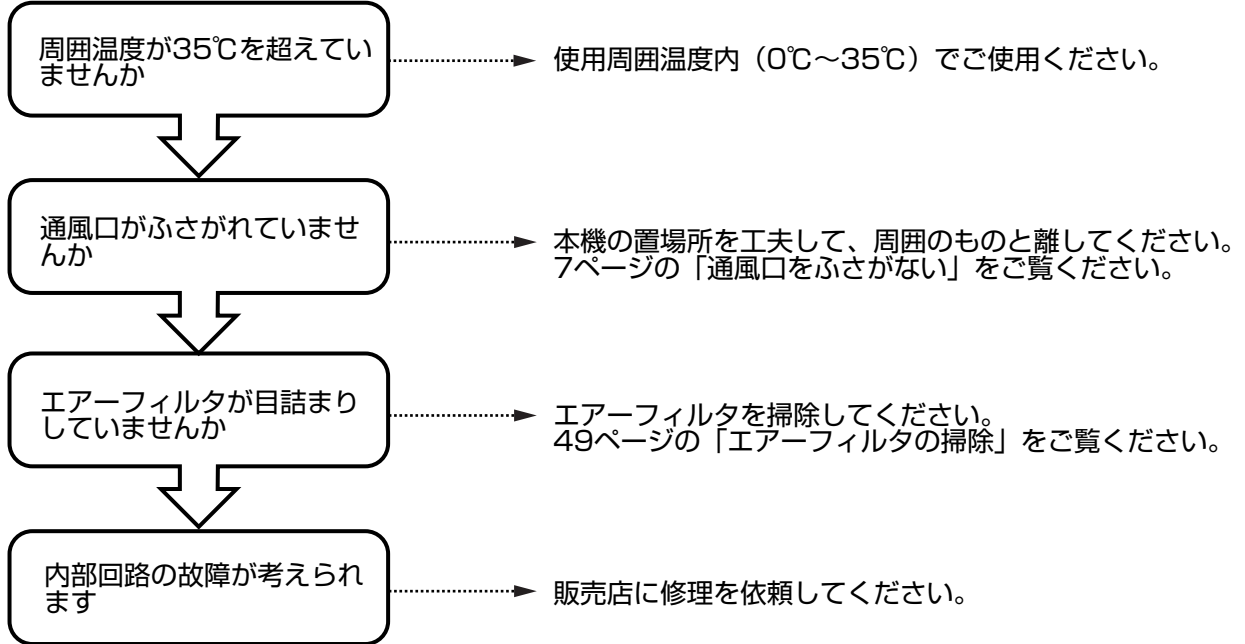 周囲温度が35℃を超えてい
ませんか
使用周囲温度内（0℃〜35℃）でご使用ください。
通風口がふさがれていませ
んか
本機の置場所を工夫して、周囲のものと離してください。
7ページの「通風口をふさがない」をご覧ください。
エアーフィルタが目詰まり
していませんか
エアーフィルタを掃除してください。
49ページの「エアーフィルタの掃除」をご覧ください。
内部回路の故障が考えられ
ます
販売店に修理を依頼してください。